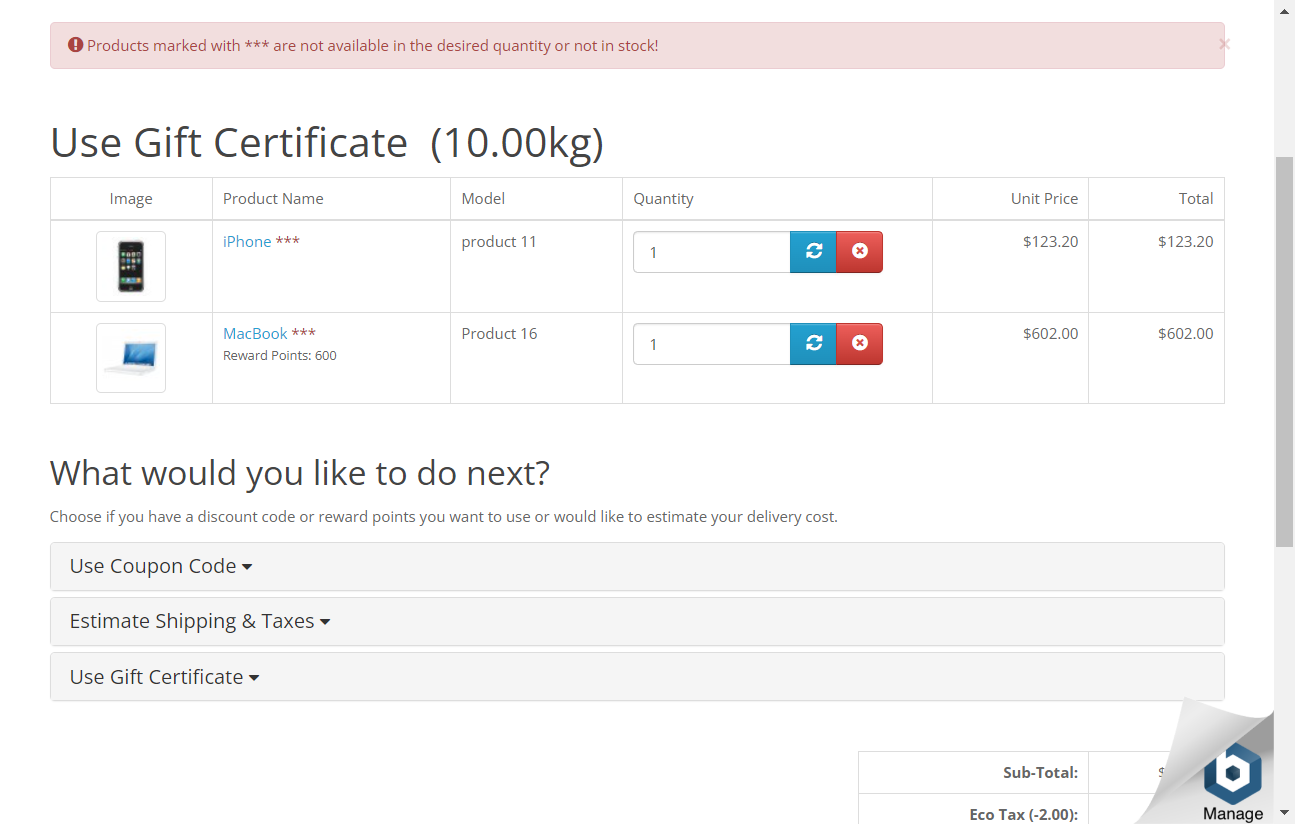 Products marked with *** are not available in the desired quantity or not in stock!
×
Use Gift Certificate (10.00kg)
Image Product Name Model Quantity Unit Price Total
iPhone *** product 11 1 $123.20 $123.20
MacBook *** Product 16 1 $602.00 $602.00
Reward Points: 600
What would you like to do next?
Choose if you have a discount code or reward points you want to use or would like to estimate your delivery cost.
Use Coupon Code
Estimate Shipping & Taxes
Use Gift Certificate
Sub-Total: $
Eco Tax (-2.00):
Manage